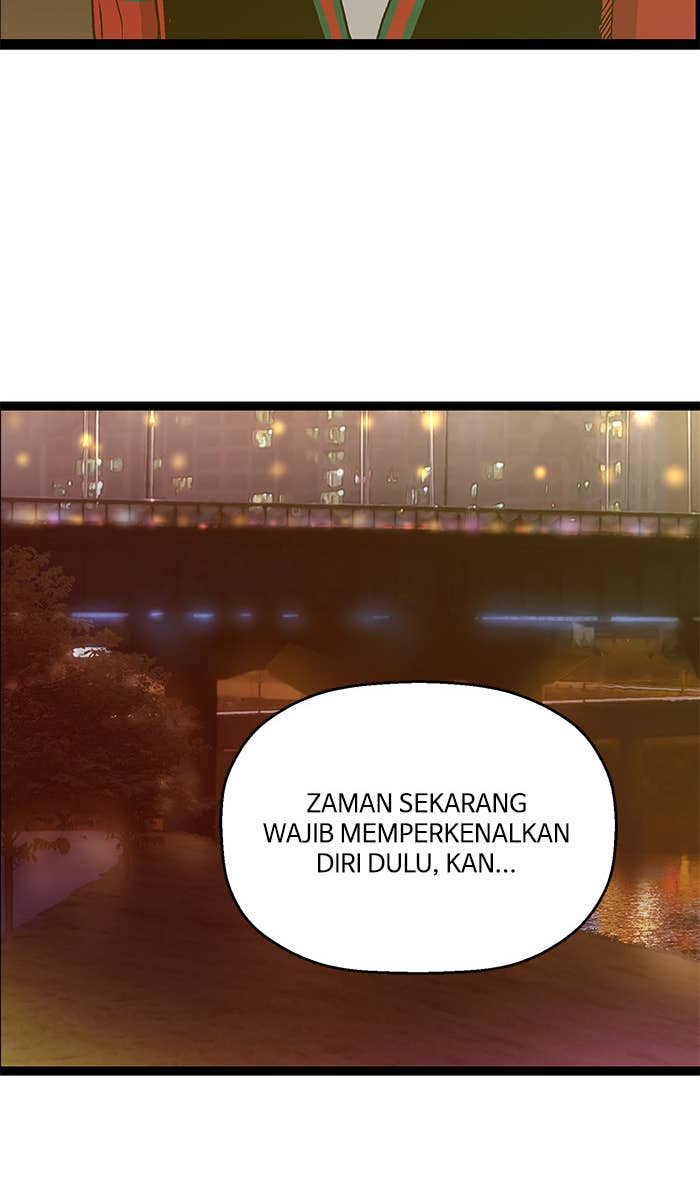 ZAMAN SEKARANG
WAJIB MEMPERKENALKAN
DIRI DULU, KAN...